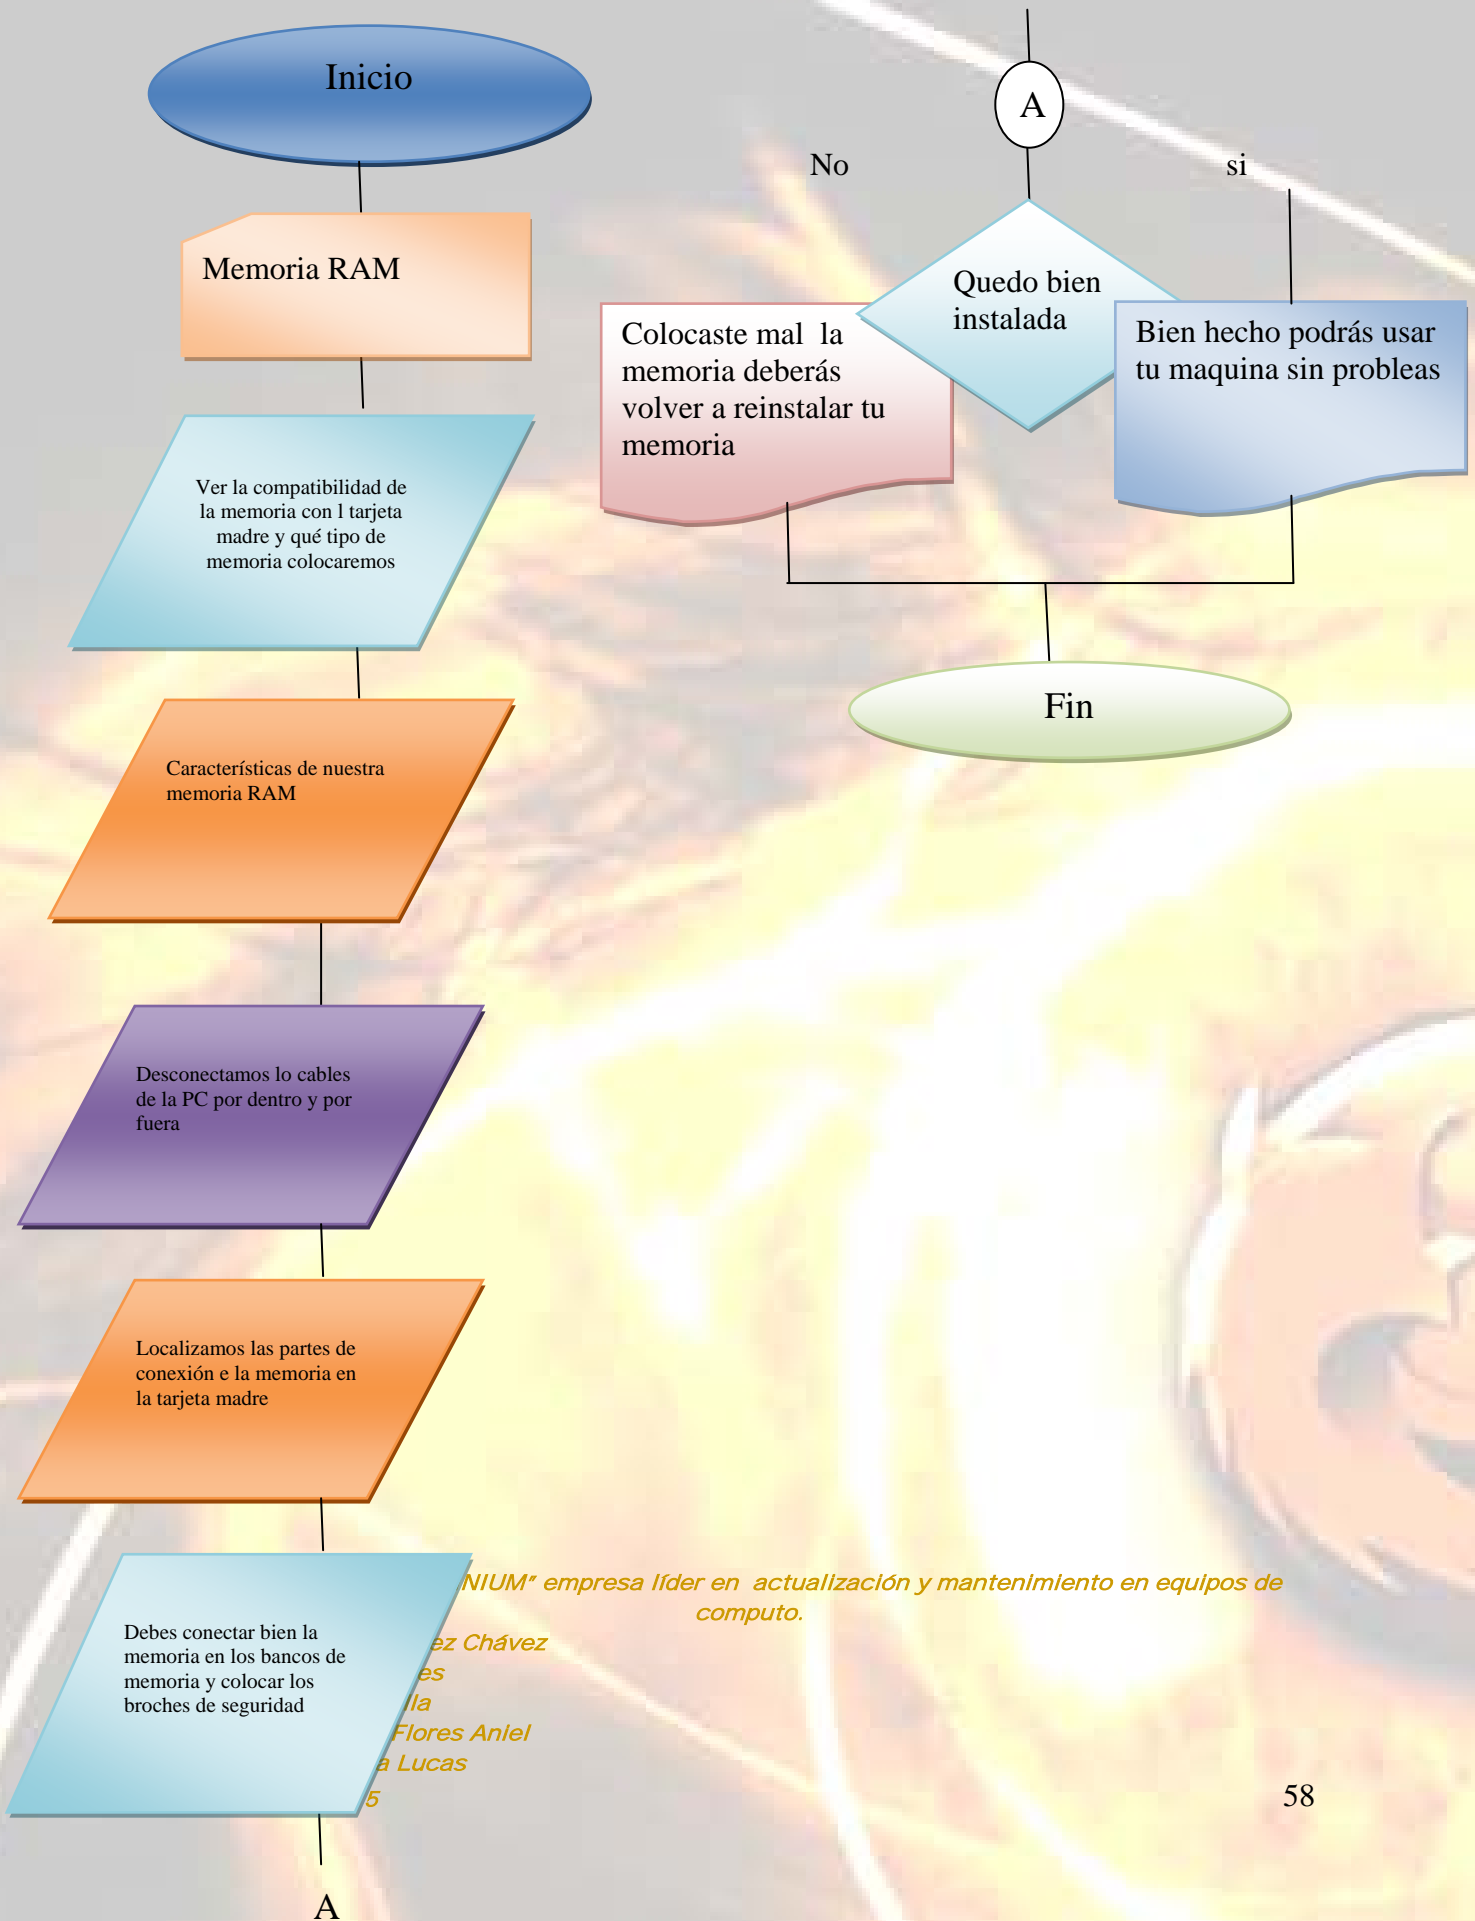 Inicio
Memoria RAM
Ver la compatibilidad de
la memoria con l tarjeta
madre y qué tipo de
memoria colocaremos
Características de nuestra
memoria RAM
Desconectamos lo cables
de la PC por dentro y por
fuera
Localizamos las partes de
conexión e la memoria en
la tarjeta madre
Debes conectar bien la
memoria en los bancos de
memoria y colocar los
broches de seguridad
A
A
No
si
Quedo bien
instalada
Colocaste mal la
memoria deberás
volver a reinstalar tu
memoria
Bien hecho podrás usar
tu maquina sin probleas
Fin
NIUM" empresa líder en actualización y mantenimiento en equipos de
computo.
ez Chávez
es
lla
Flores Aniel
a Lucas
5
58